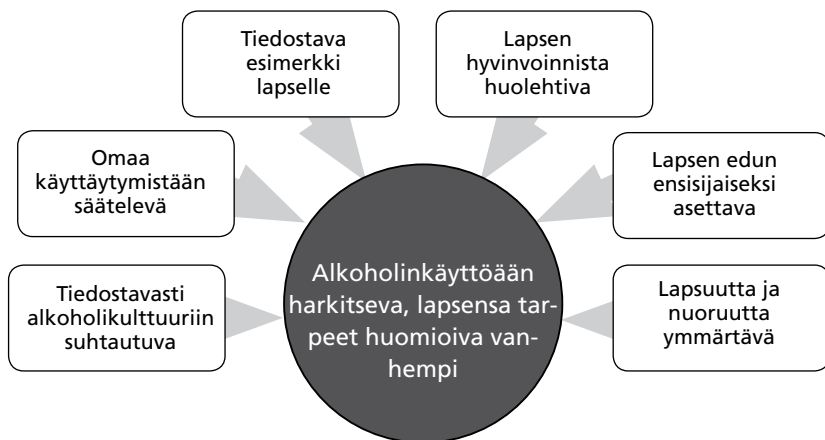 Tiedostava
esimerkki
lapselle
Lapsen
hyvinvoinnista
huolehtiva
Omaa
käyttäytymistään
säätelevä
Lapsen edun
ensisijaiseksi
asettava
Tiedostavasti
alkoholikulttuuriin
suhtautuva
Alkoholinkäyttöään
harkitseva, lapsensa tar-
peet huomioiva van-
hempi
Lapsuutta ja
nuoruutta
ymmärtävä